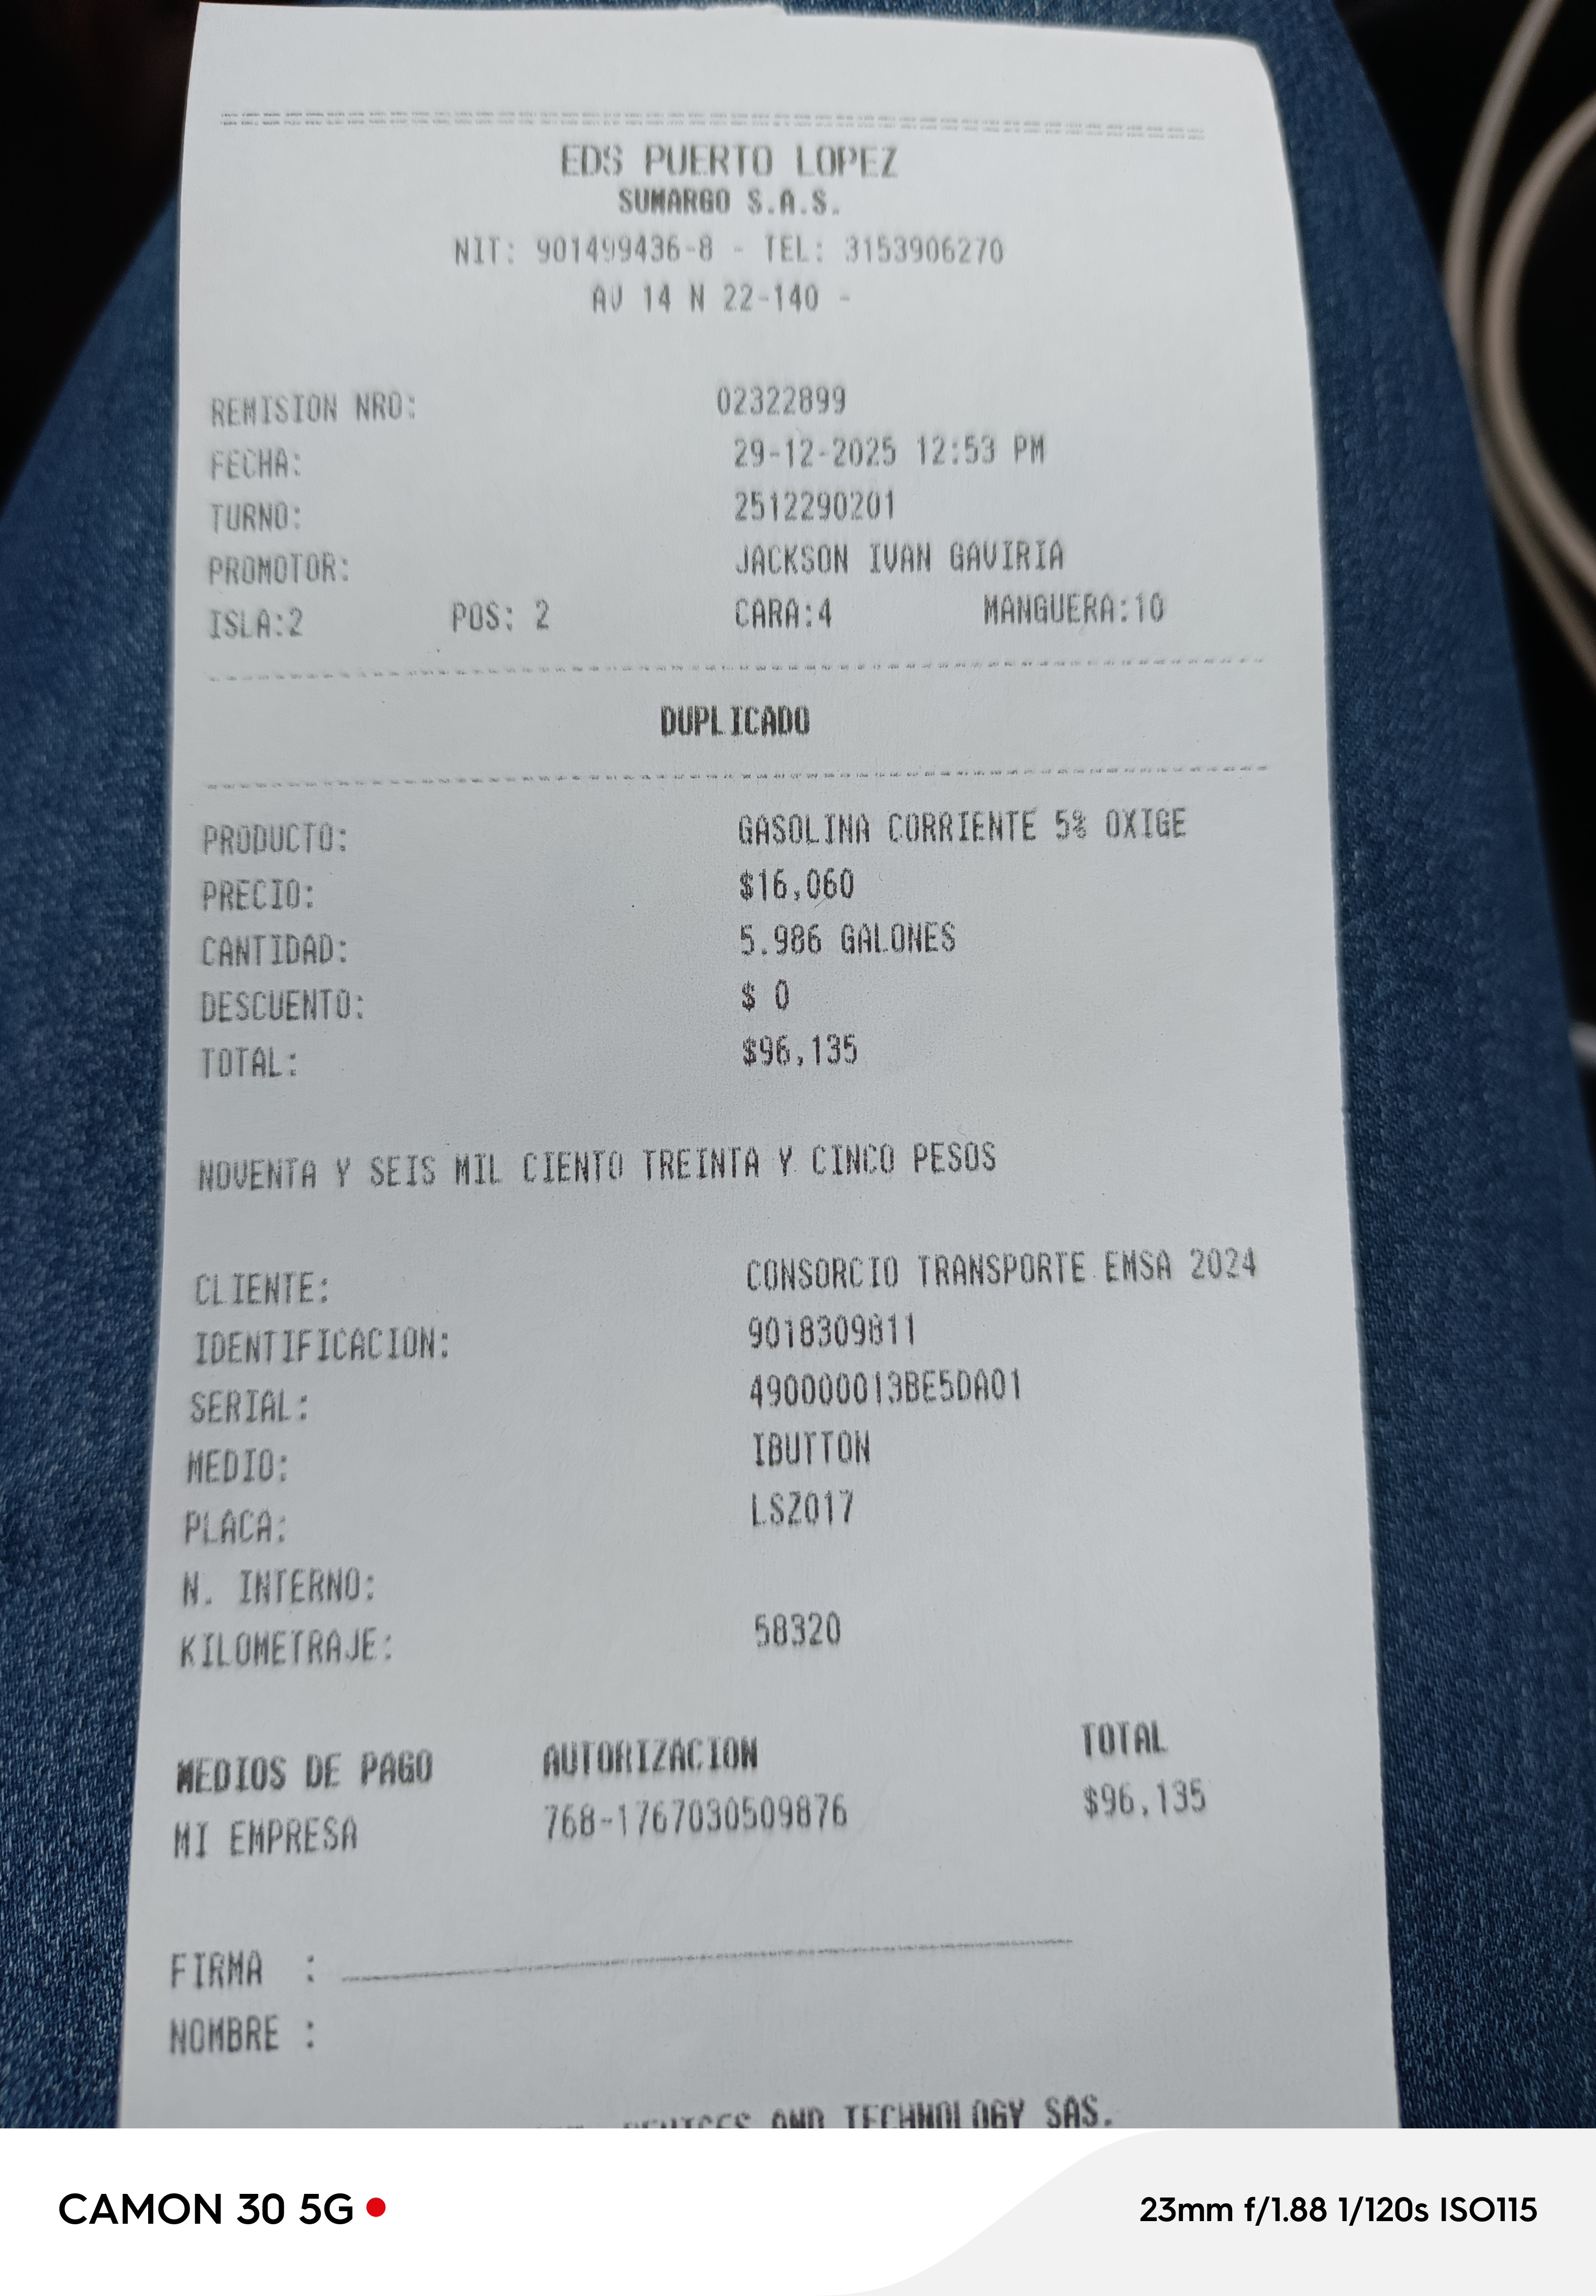 EDS PUERTO LOPEZ
SUMARGO S.A.S.
NIT: 901499436-8 - TEL: 3153906270
AV 14 N 22-140 -
REMISION NRO: 02322899
FECHA: 29-12-2025 12:53 PM
TURNO: 2512290201
PROMOTOR: JACKSON IVAN GAVIRIA
ISLA:2 POS: 2 CARA:4 MANGUERA:10
DUPLICADO
PRODUCTO: GASOLINA CORRIENTE 5% OXIGE
PRECIO: $16,060
CANTIDAD: 5.986 GALONES
DESCUENTO: $ 0
TOTAL: $96,135
NOVENTA Y SEIS MIL CIENTO TREINTA Y CINCO PESOS
CLIENTE: CONSORCIO TRANSPORTE EMSA 2024
IDENTIFICACION: 9018309811
SERIAL: 490000013BE5DA01
MEDIO: IBUTTON
PLACA: LSZ017
N. INTERNO:
KILOMETRAJE: 58320
MEDIOS DE PAGO AUTORIZACION TOTAL
MI EMPRESA 768-1767030509876 $96,135
FIRMA :
NOMBRE :
AND TECHNOLOGY SAS.
CAMON 30 5G
23mm f/1.88 1/120s ISO115